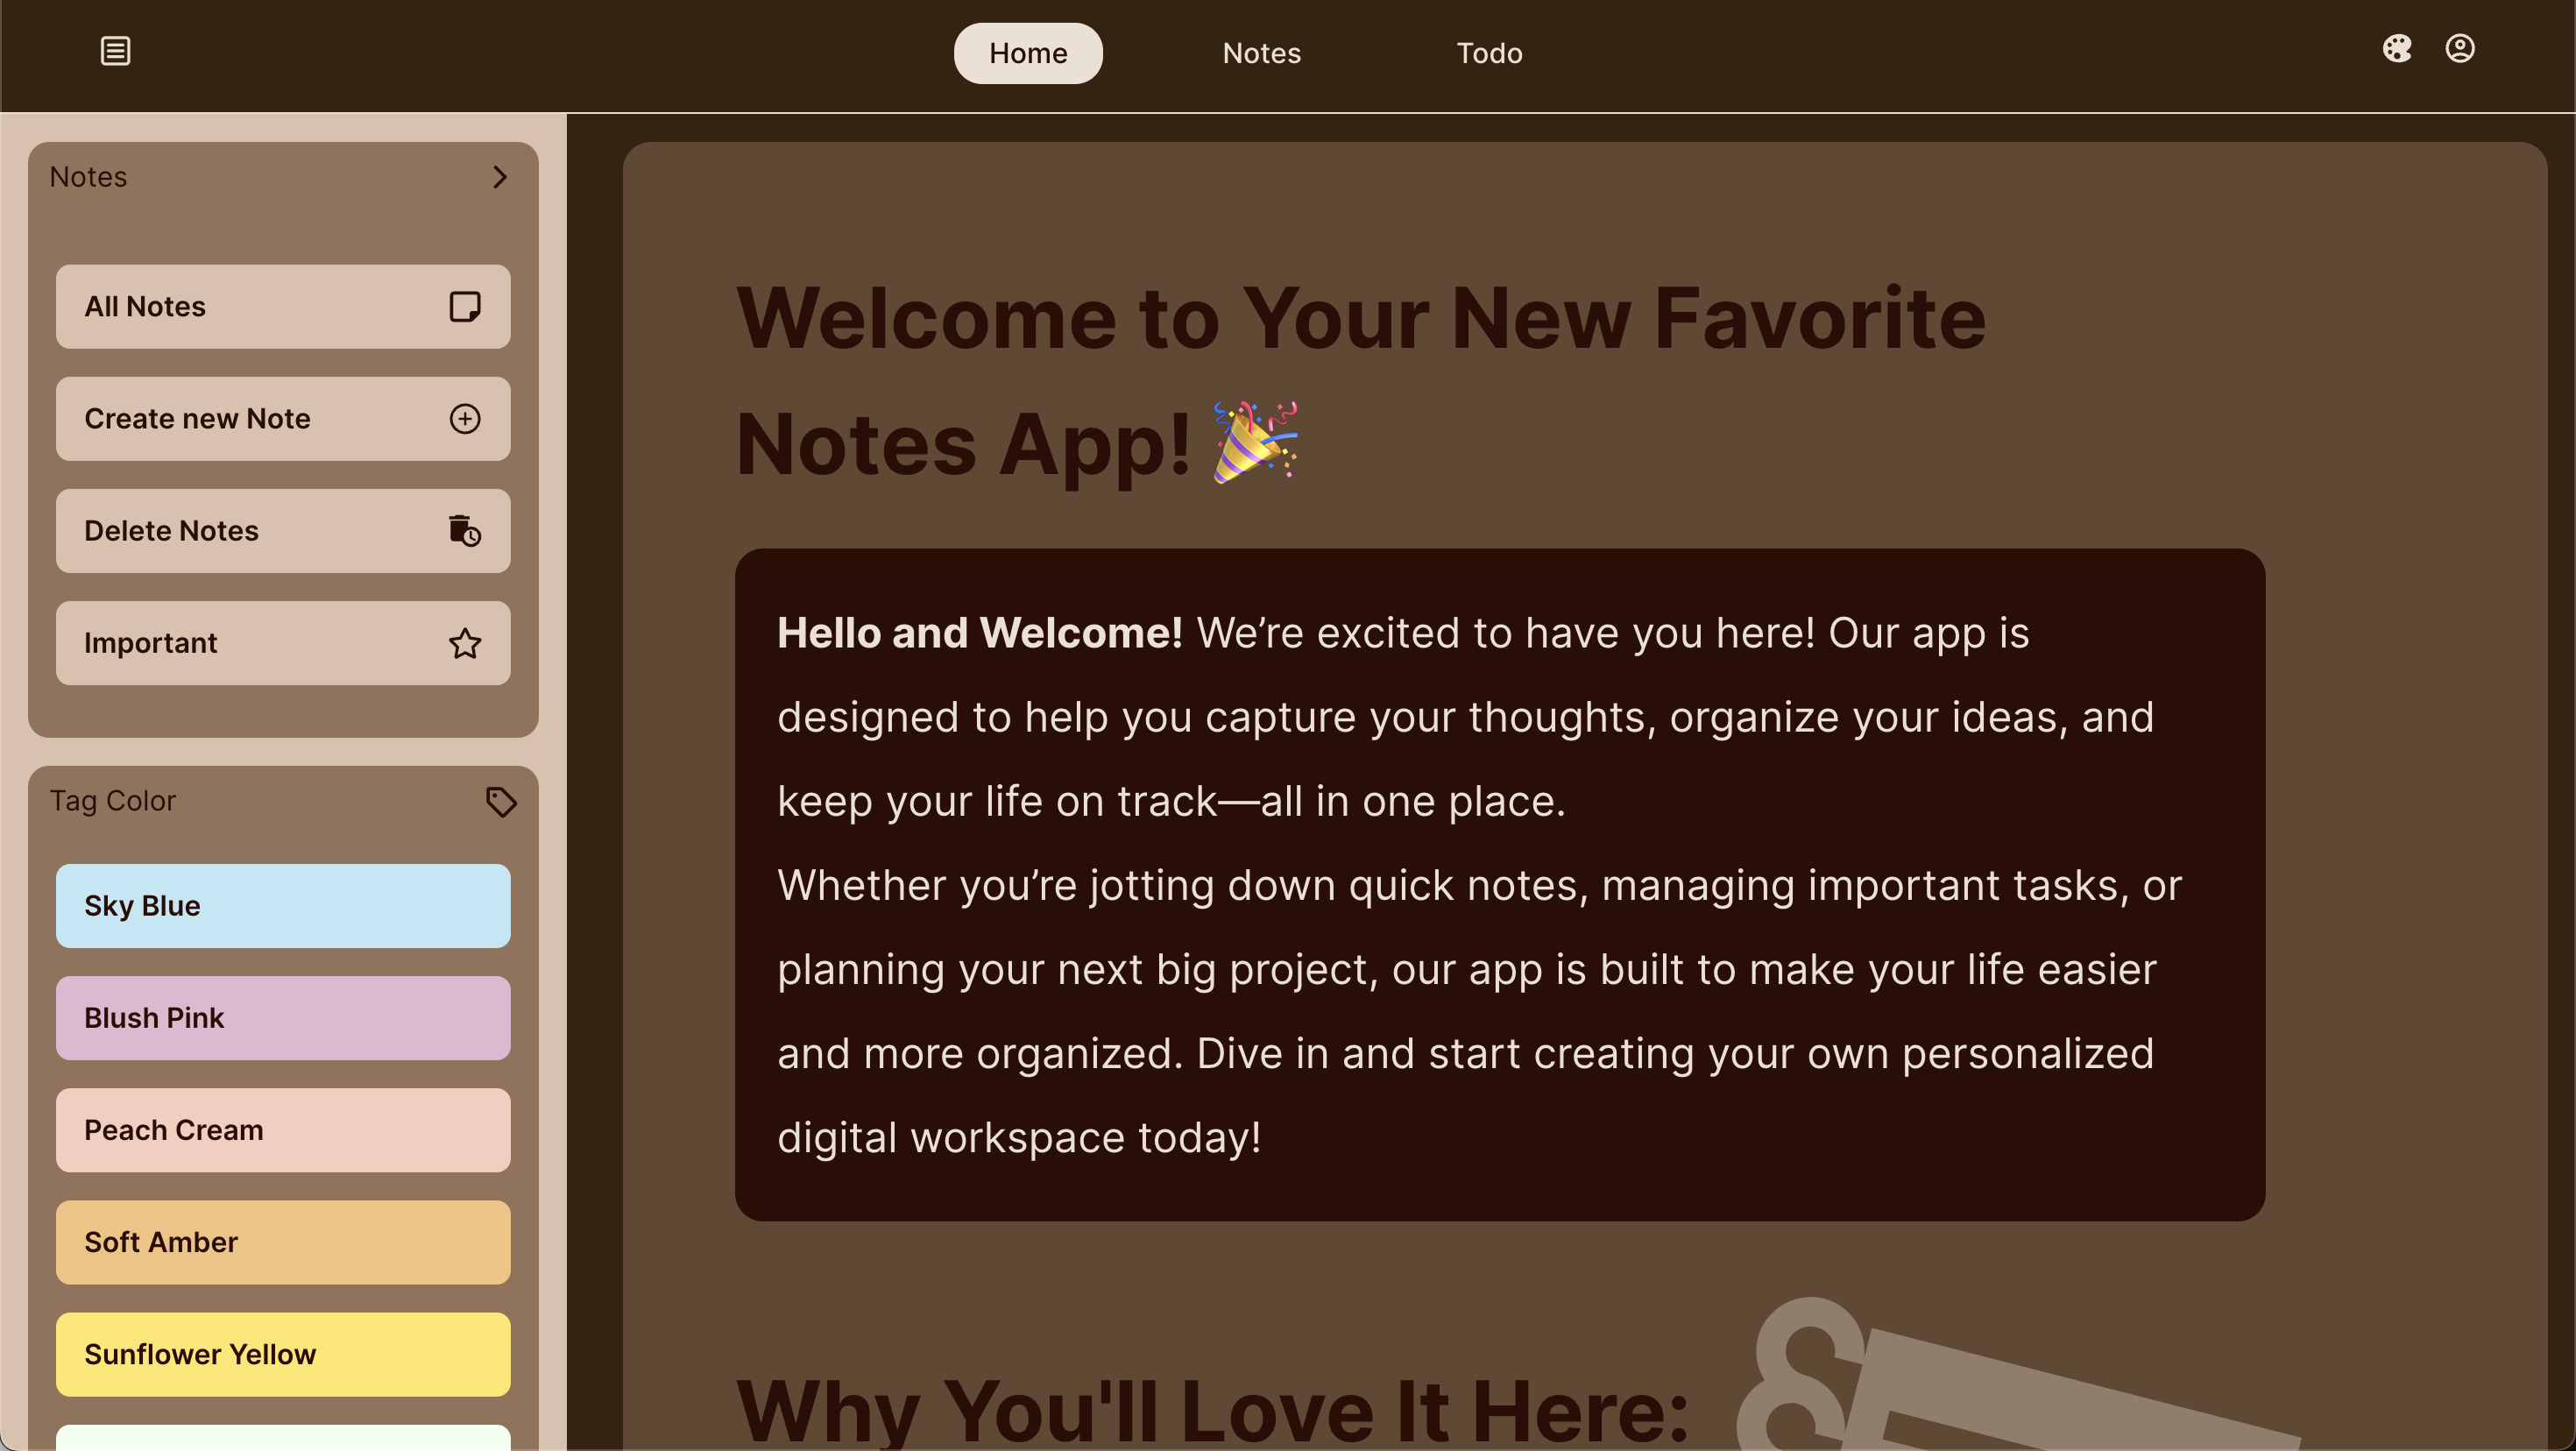 Home
Notes
Todo
Notes
All Notes
Create new Note
Delete Notes
Important
Tag Color
Sky Blue
Blush Pink
Peach Cream
Soft Amber
Sunflower Yellow
Welcome to Your New Favorite
Notes App! 🎉
Hello and Welcome! We’re excited to have you here! Our app is
designed to help you capture your thoughts, organize your ideas, and
keep your life on track—all in one place.
Whether you’re jotting down quick notes, managing important tasks, or
planning your next big project, our app is built to make your life easier
and more organized. Dive in and start creating your own personalized
digital workspace today!
Why You'll Love It Here: